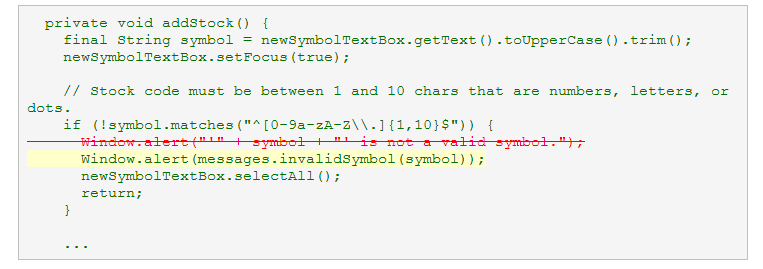 private void addStock() {
final String symbol = newSymbolTextBox.getText().toUpperCase().trim();
newSymbolTextBox.setFocus(true);
// Stock code must be between 1 and 10 chars that are numbers, letters, or
dots.
if (!symbol.matches("^[0-9a-zA-Z\\.]{1,10}$")) {
Window.alert("'" + symbol + "' is not a valid symbol.");
Window.alert(messages.invalidSymbol(symbol));
newSymbolTextBox.selectAll();
return;
}
...